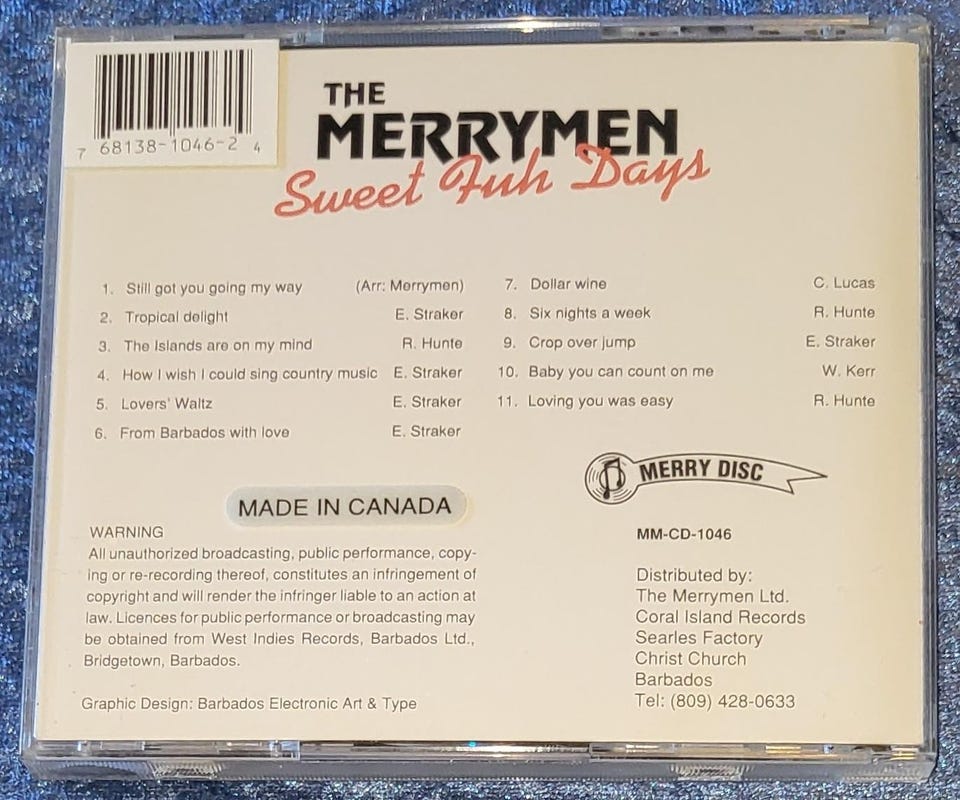 7 68138-1046-2 4
THE
MERRYMEN
Sweet Fuh Days
1. Still got you going my way (Arr: Merrymen)
2. Tropical delight E. Straker
3. The Islands are on my mind R. Hunte
4. How I wish I could sing country music E. Straker
5. Lovers' Waltz E. Straker
6. From Barbados with love E. Straker
7. Dollar wine C. Lucas
8. Six nights a week R. Hunte
9. Crop over jump E. Straker
10. Baby you can count on me W. Kerr
11. Loving you was easy R. Hunte
MADE IN CANADA
WARNING
All unauthorized broadcasting, public performance, copy-
ing or re-recording thereof, constitutes an infringement of
copyright and will render the infringer liable to an action at
law. Licences for public performance or broadcasting may
be obtained from West Indies Records, Barbados Ltd.,
Bridgetown, Barbados.
Graphic Design: Barbados Electronic Art & Type
MERRY DISC
MM-CD-1046
Distributed by:
The Merrymen Ltd.
Coral Island Records
Searles Factory
Christ Church
Barbados
Tel: (809) 428-0633